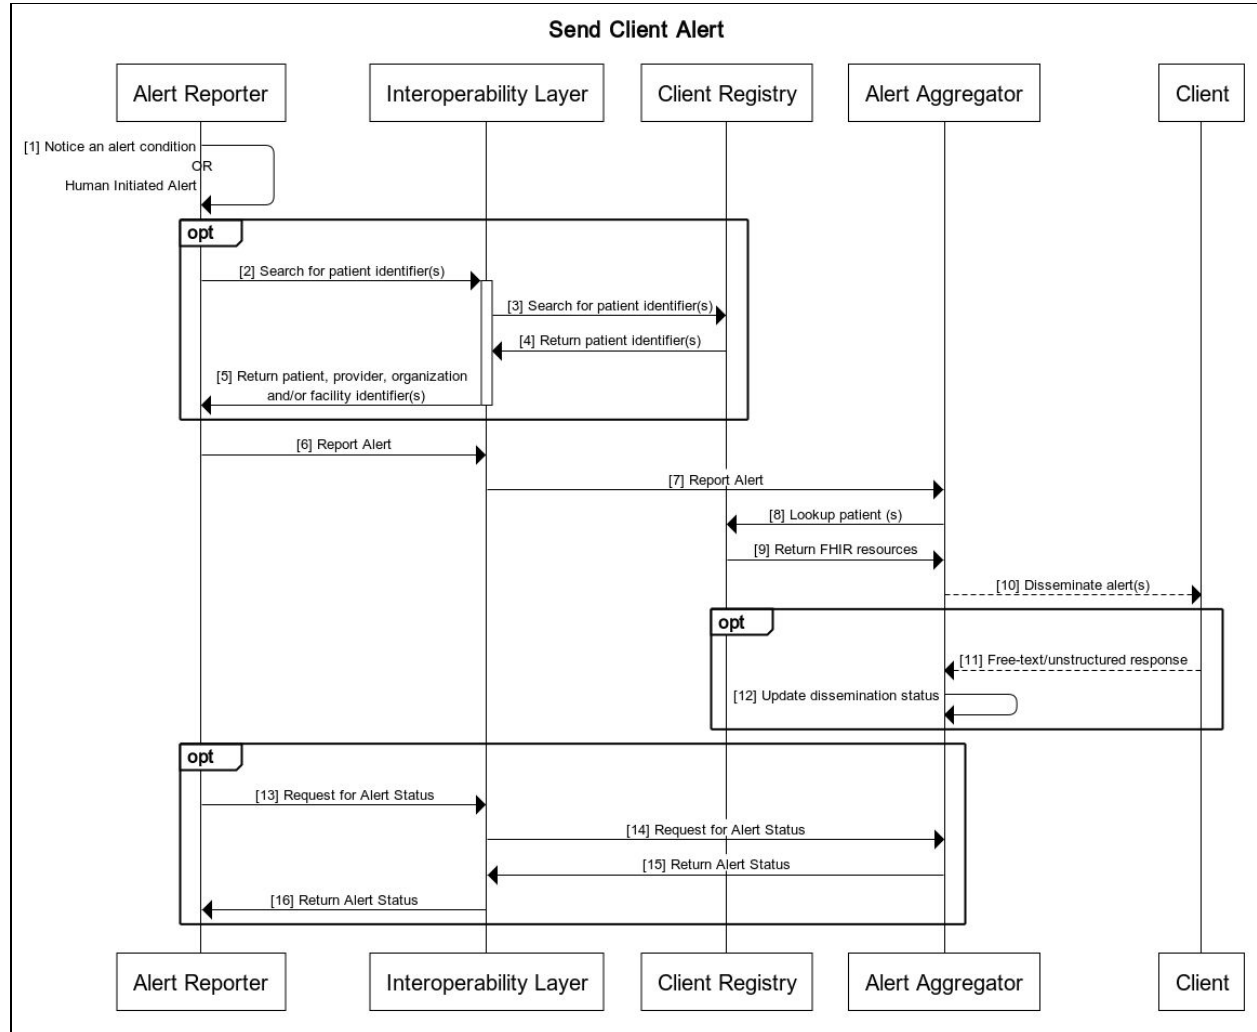 Send Client Alert
Alert Reporter
Interoperability Layer
Client Registry
Alert Aggregator
Client
[1] Notice an alert condition
OR
Human Initiated Alert
opt
[2] Search for patient identifier(s)
[3] Search for patient identifier(s)
[4] Return patient identifier(s)
[5] Return patient, provider, organization
and/or facility identifier(s)
[6] Report Alert
[7] Report Alert
[8] Lookup patient (s)
[9] Return FHIR resources
[10] Disseminate alert(s)
opt
[11] Free-text/unstructured response
[12] Update dissemination status
opt
[13] Request for Alert Status
[14] Request for Alert Status
[15] Return Alert Status
[16] Return Alert Status
Alert Reporter
Interoperability Layer
Client Registry
Alert Aggregator
Client